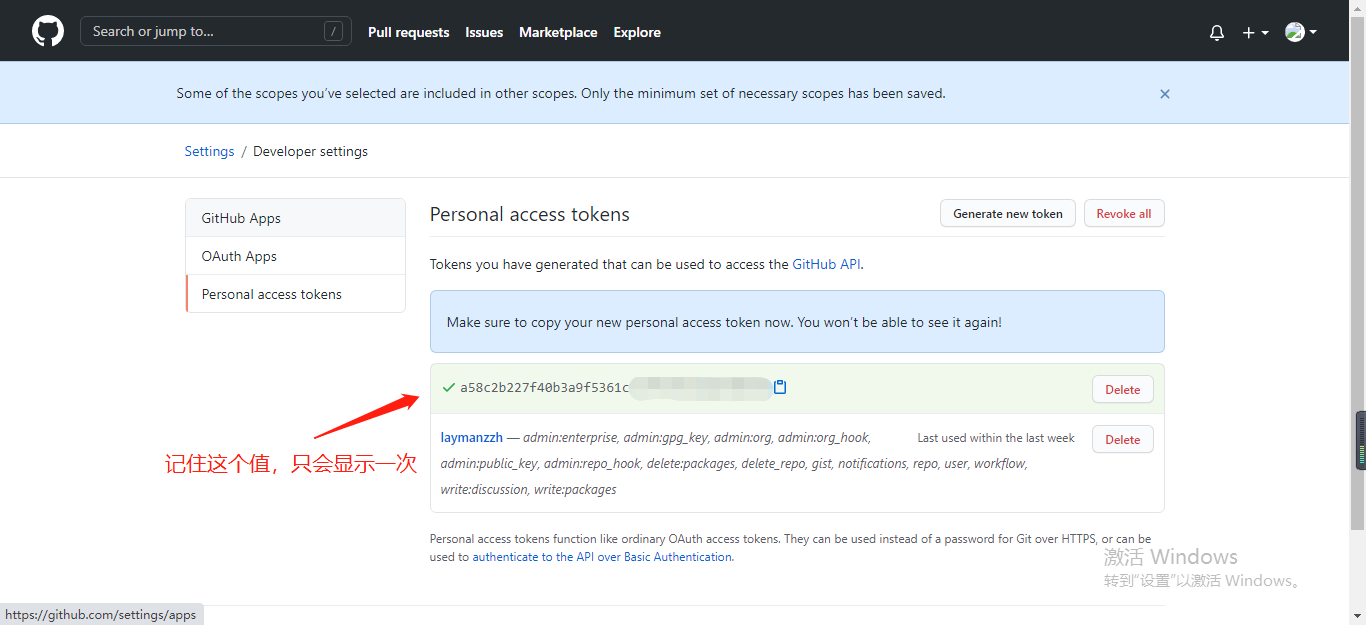 Search or jump to... /
Pull requests Issues Marketplace Explore
Some of the scopes you’ve selected are included in other scopes. Only the minimum set of necessary scopes has been saved.
Settings / Developer settings
GitHub Apps
OAuth Apps
Personal access tokens
Personal access tokens
Generate new token
Revoke all
Tokens you have generated that can be used to access the GitHub API.
Make sure to copy your new personal access token now. You won’t be able to see it again!
a58c2b227f40b3a9f5361c
Delete
laymanzzh — admin:enterprise, admin:gpg_key, admin:org, admin:org_hook,
admin:public_key, admin:repo_hook, delete:packages, delete_repo, gist, notifications, repo, user, workflow,
write:discussion, write:packages
Last used within the last week
Delete
记住这个值，只会显示一次
Personal access tokens function like ordinary OAuth access tokens. They can be used instead of a password for Git over HTTPS, or can be
used to authenticate to the API over Basic Authentication.
激活 Windows
转到"设置"以激活 Windows。
https://github.com/settings/apps